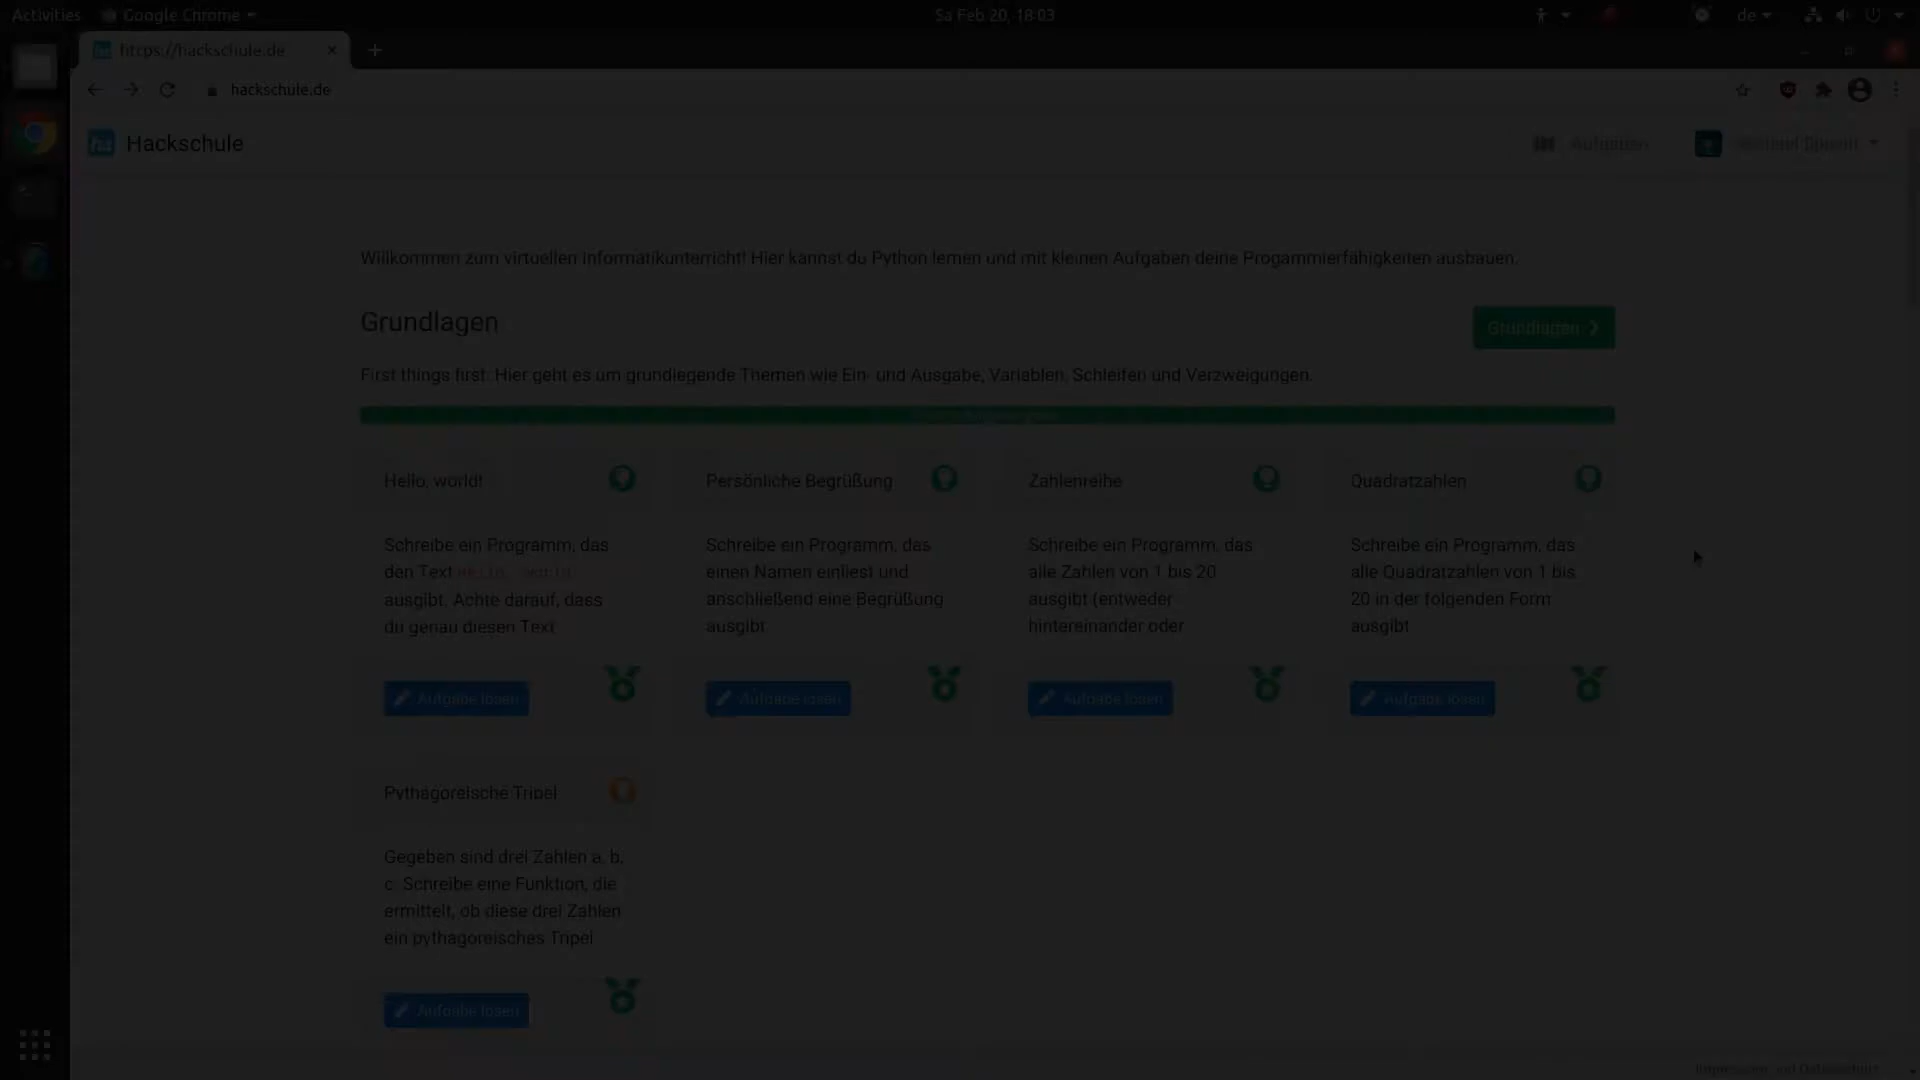 Activities
Google Chrome
Sa Feb 20, 18:03
de
https://hackschule.de
hackschule.de
Hackschule
Aufgaben
Willkommen zum virtuellen Informatikunterricht! Hier kannst du Python lernen und mit kleinen Aufgaben deine Progammierfähigkeiten ausbauen.
Grundlagen
Grundlagen
First things first: Hier geht es um grundlegende Themen wie Ein- und Ausgabe, Variablen, Schleifen und Verzweigungen.
Hello, world!
Schreibe ein Programm, das
den Text
ausgibt. Achte darauf, dass
du genau diesen Text
Aufgabe lösen
Persönliche Begrüßung
Schreibe ein Programm, das
einen Namen einliest und
anschließend eine Begrüßung
ausgibt
Aufgabe lösen
Zahlenreihe
Schreibe ein Programm, das
alle Zahlen von 1 bis 20
ausgibt (entweder
hintereinander oder
Aufgabe lösen
Quadratzahlen
Schreibe ein Programm, das
alle Quadratzahlen von 1 bis
20 in der folgenden Form
ausgibt
Aufgabe lösen
Pythagoreische Tripel
Gegeben sind drei Zahlen a, b,
c. Schreibe eine Funktion, die
ermittelt, ob diese drei Zahlen
ein pythagoreisches Tripel
Aufgabe lösen
Impressum und Datenschutz